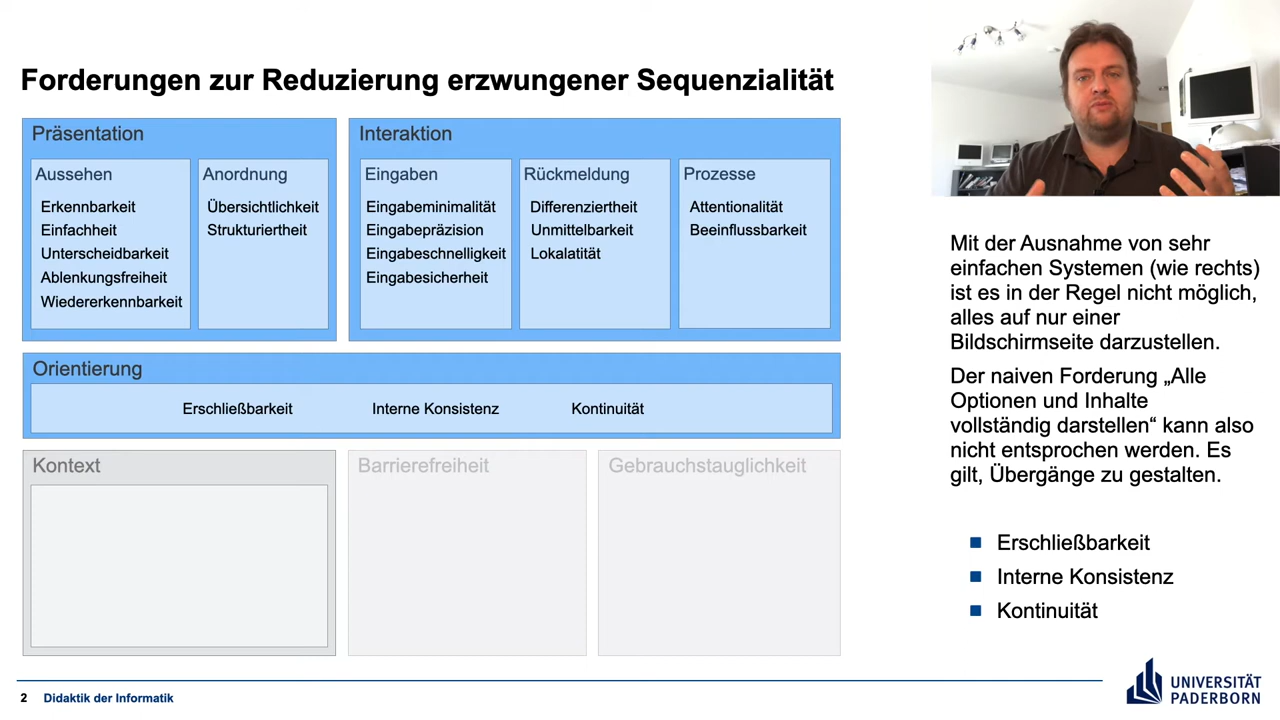 Forderungen zur Reduzierung erzwungener Sequenzialität
Präsentation
Aussehen
Erkennbarkeit
Einfachheit
Unterscheidbarkeit
Ablenkungsfreiheit
Wiedererkennbarkeit
Anordnung
Übersichtlichkeit
Strukturiertheit
Interaktion
Eingaben
Eingabeminimalität
Eingabepräzision
Eingabeschnelligkeit
Eingabesicherheit
Rückmeldung
Differenziertheit
Unmittelbarkeit
Lokalatität
Prozesse
Attentionalität
Beeinflussbarkeit
Orientierung
Erschließbarkeit
Interne Konsistenz
Kontinuität
Kontext
Barrierefreiheit
Gebrauchstauglichkeit
Mit der Ausnahme von sehr
einfachen Systemen (wie rechts)
ist es in der Regel nicht möglich,
alles auf nur einer
Bildschirmseite darzustellen.
Der naiven Forderung „Alle
Optionen und Inhalte
vollständig darstellen“ kann also
nicht entsprochen werden. Es
gilt, Übergänge zu gestalten.
Erschließbarkeit
Interne Konsistenz
Kontinuität
2 Didaktik der Informatik
UNIVERSITÄT
PADERBORN